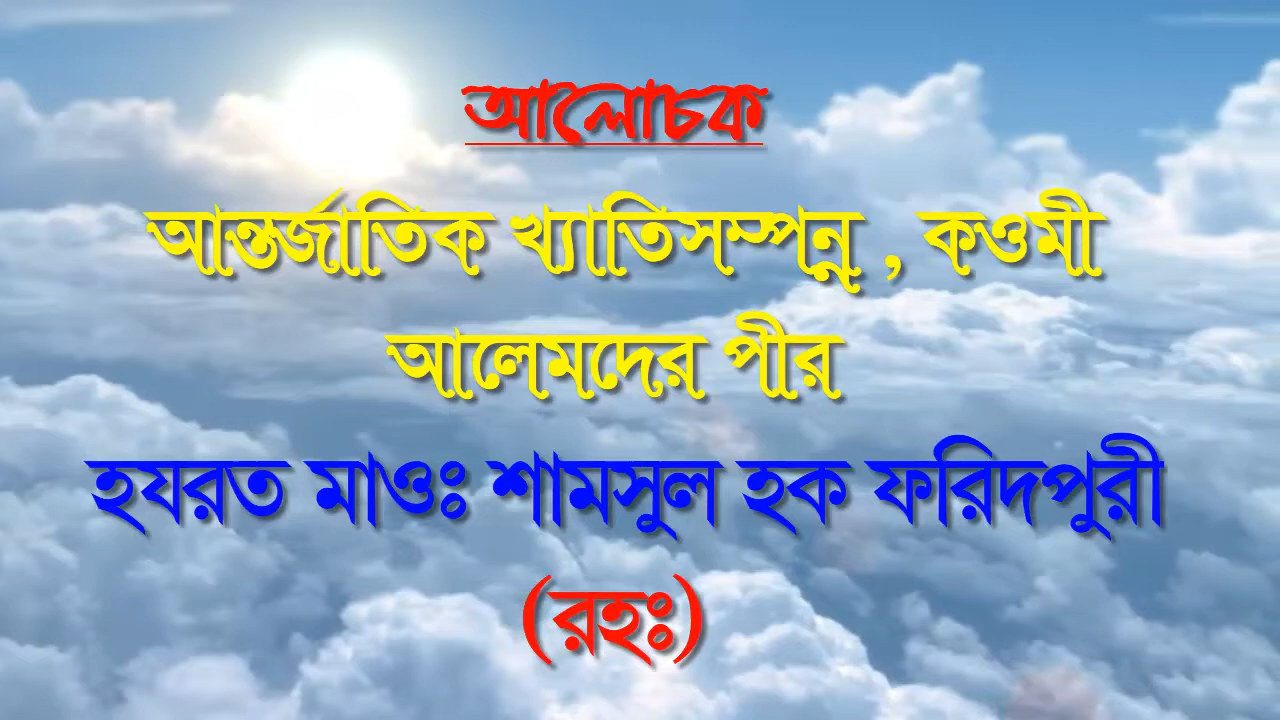 আলোচক
আন্তর্জাতিক খ্যাতিসম্পন্ন , কওমী
আলেমদের পীর
হযরত মাওঃ শামসুল হক ফরিদপুরী
(রহঃ)